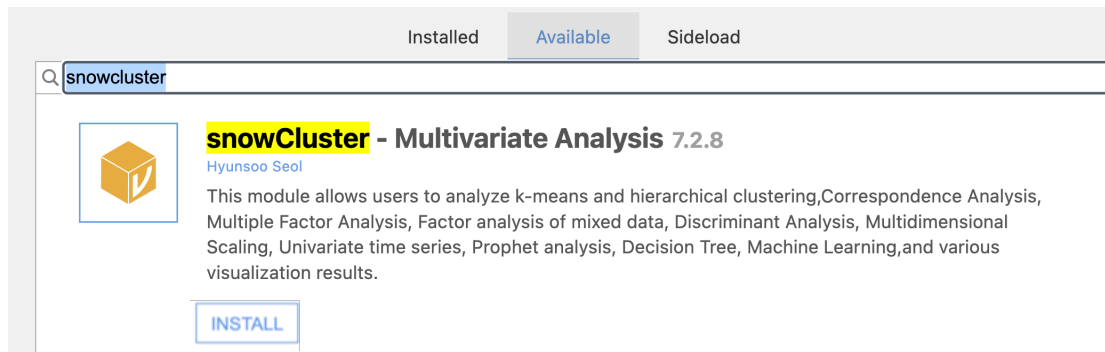 Installed Available Sideload
snowcluster
snowCluster - Multivariate Analysis 7.2.8
Hyunsoo Seol
This module allows users to analyze k-means and hierarchical clustering,Correspondence Analysis,
Multiple Factor Analysis, Factor analysis of mixed data, Discriminant Analysis, Multidimensional
Scaling, Univariate time series, Prophet analysis, Decision Tree, Machine Learning,and various
visualization results.
INSTALL